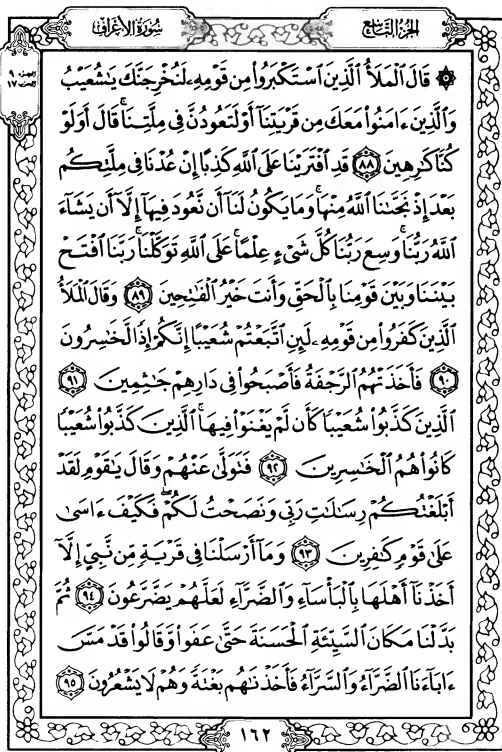 الجزء التاسع
سورة الأعراف
الجزء ٩
الحزب ١٧
۞ قَالَ ٱلْمَلَأُ ٱلَّذِينَ ٱسْتَكْبَرُوا۟ مِن قَوْمِهِۦ لَنُخْرِجَنَّكَ يَٰشُعَيْبُ
وَٱلَّذِينَ ءَامَنُوا۟ مَعَكَ مِن قَرْيَتِنَآ أَوْ لَتَعُودُنَّ فِى مِلَّتِنَا ۚ قَالَ أَوَلَوْ
كُنَّا كَٰرِهِينَ ٨٨ قَدِ ٱفْتَرَيْنَا عَلَى ٱللَّهِ كَذِبًا إِنْ عُدْنَا فِى مِلَّتِكُم
بَعْدَ إِذْ نَجَّىٰنَا ٱللَّهُ مِنْهَا ۚ وَمَا يَكُونُ لَنَآ أَن نَّعُودَ فِيهَآ إِلَّآ أَن يَشَآءَ
ٱللَّهُ رَبُّنَا ۚ وَسِعَ رَبُّنَا كُلَّ شَىْءٍ عِلْمًا ۚ عَلَى ٱللَّهِ تَوَكَّلْنَا ۚ رَبَّنَا ٱفْتَحْ
بَيْنَنَا وَبَيْنَ قَوْمِنَا بِٱلْحَقِّ وَأَنتَ خَيْرُ ٱلْفَٰتِحِينَ ٨٩ وَقَالَ ٱلْمَلَأُ
ٱلَّذِينَ كَفَرُوا۟ مِن قَوْمِهِۦ لَئِنِ ٱتَّبَعْتُمْ شُعَيْبًا إِنَّكُمْ إِذًا لَّخَٰسِرُونَ
٩٠ فَأَخَذَتْهُمُ ٱلرَّجْفَةُ فَأَصْبَحُوا۟ فِى دَارِهِمْ جَٰثِمِينَ ٩١
ٱلَّذِينَ كَذَّبُوا۟ شُعَيْبًا كَأَن لَّمْ يَغْنَوْا۟ فِيهَا ۚ ٱلَّذِينَ كَذَّبُوا۟ شُعَيْبًا
كَانُوا۟ هُمُ ٱلْخَٰسِرِينَ ٩٢ فَتَوَلَّىٰ عَنْهُمْ وَقَالَ يَٰقَوْمِ لَقَدْ
أَبْلَغْتُكُمْ رِسَٰلَٰتِ رَبِّى وَنَصَحْتُ لَكُمْ ۖ فَكَيْفَ ءَاسَىٰ
عَلَىٰ قَوْمٍ كَٰفِرِينَ ٩٣ وَمَآ أَرْسَلْنَا فِى قَرْيَةٍ مِّن نَّبِىٍّ إِلَّآ
أَخَذْنَآ أَهْلَهَا بِٱلْبَأْسَآءِ وَٱلضَّرَّآءِ لَعَلَّهُمْ يَضَّرَّعُونَ ٩٤ ثُمَّ
بَدَّلْنَا مَكَانَ ٱلسَّيِّئَةِ ٱلْحَسَنَةَ حَتَّىٰ عَفَوا۟ وَّقَالُوا۟ قَدْ مَسَّ
ءَابَآءَنَا ٱلضَّرَّآءُ وَٱلسَّرَّآءُ فَأَخَذْنَٰهُم بَغْتَةً وَهُمْ لَا يَشْعُرُونَ ٩٥
١٦٢